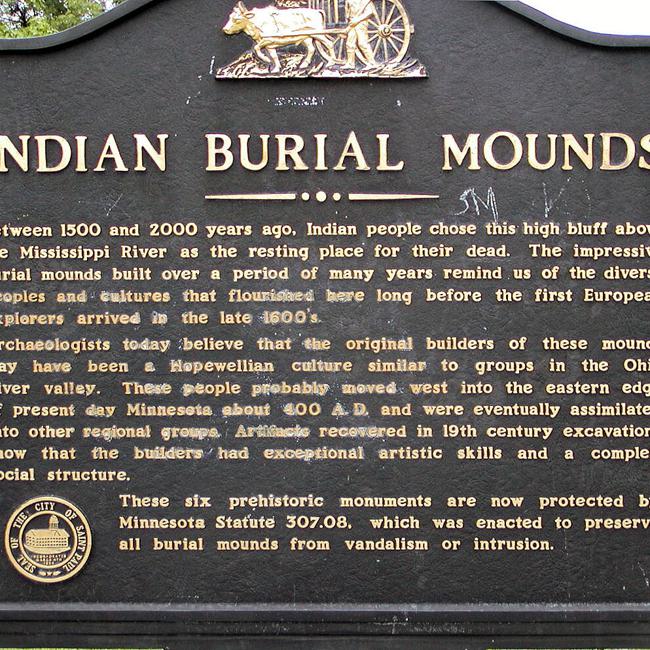 NDIAN BURIAL MOUNDS
SM V
etween 1500 and 2000 years ago, Indian people chose this high bluff abov
e Mississippi River as the resting place for their dead. The impressiv
urial mounds built over a period of many years remind us of the divers
eoples and cultures that flourished here long before the first Europea
xplorers arrived in the late 1600's.
rchaeologists today believe that the original builders of these moun
ay have been a Hopewellian culture similar to groups in the Ohi
iver valley. These people probably moved west into the eastern edg
f present day Minnesota about 400 A.D. and were eventually assimilate
nto other regional groups. Artifacts recovered in 19th century excavation
how that the builders had exceptional artistic skills and a comple
ocial structure.
These six prehistoric monuments are now protected b
Minnesota Statute 307.08, which was enacted to preserv
all burial mounds from vandalism or intrusion.
SEAL OF THE CITY OF SAINT PAUL